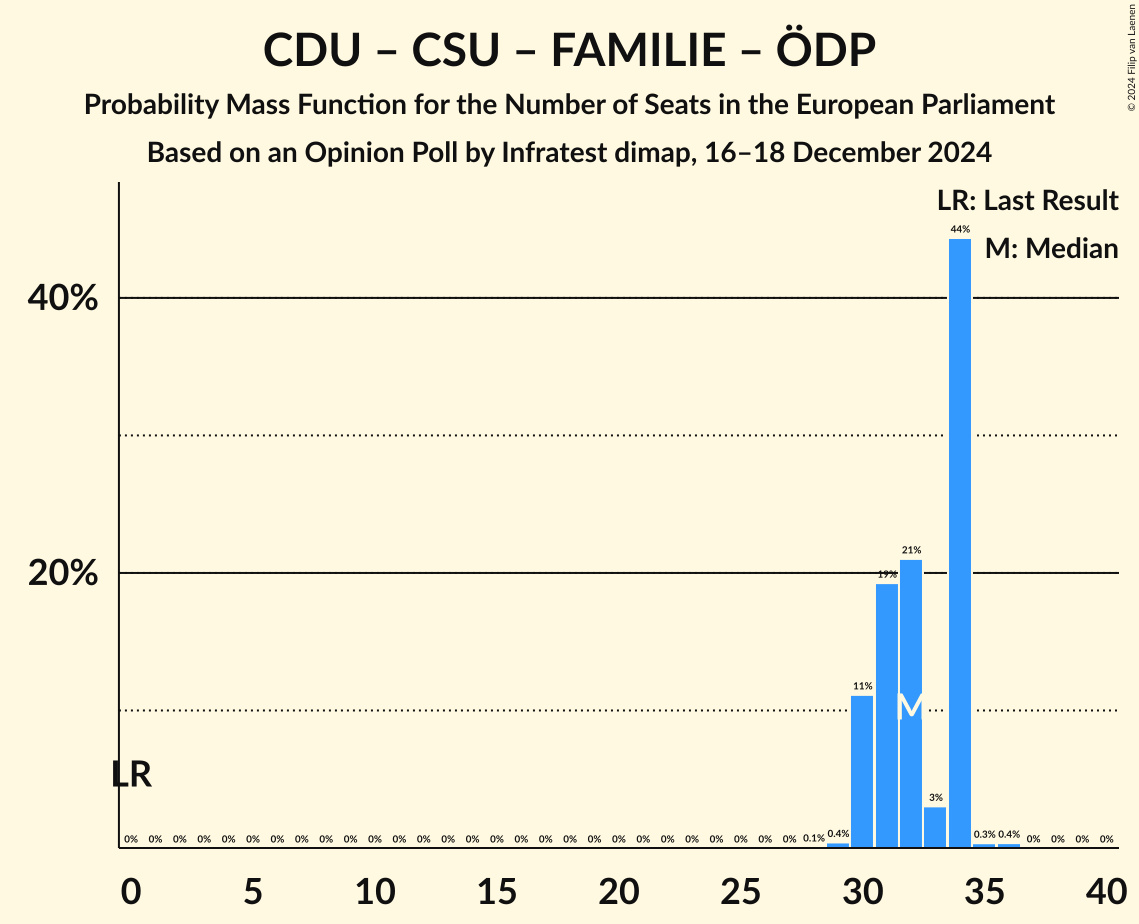 CDU – CSU – FAMILIE – ÖDP
Probability Mass Function for the Number of Seats in the European Parliament
Based on an Opinion Poll by Infratest dimap, 16–18 December 2024
© 2024 Filip van Laenen
LR: Last Result
M: Median
44%
40%
21%
20%
19%
11%
M
LR
3%
0% 0% 0% 0% 0% 0% 0% 0% 0% 0% 0% 0% 0% 0% 0% 0% 0% 0% 0% 0% 0% 0% 0% 0% 0% 0% 0% 0% 0.1% 0.4% 0.3% 0.4% 0% 0% 0% 0%
0 5 10 15 20 25 30 35 40